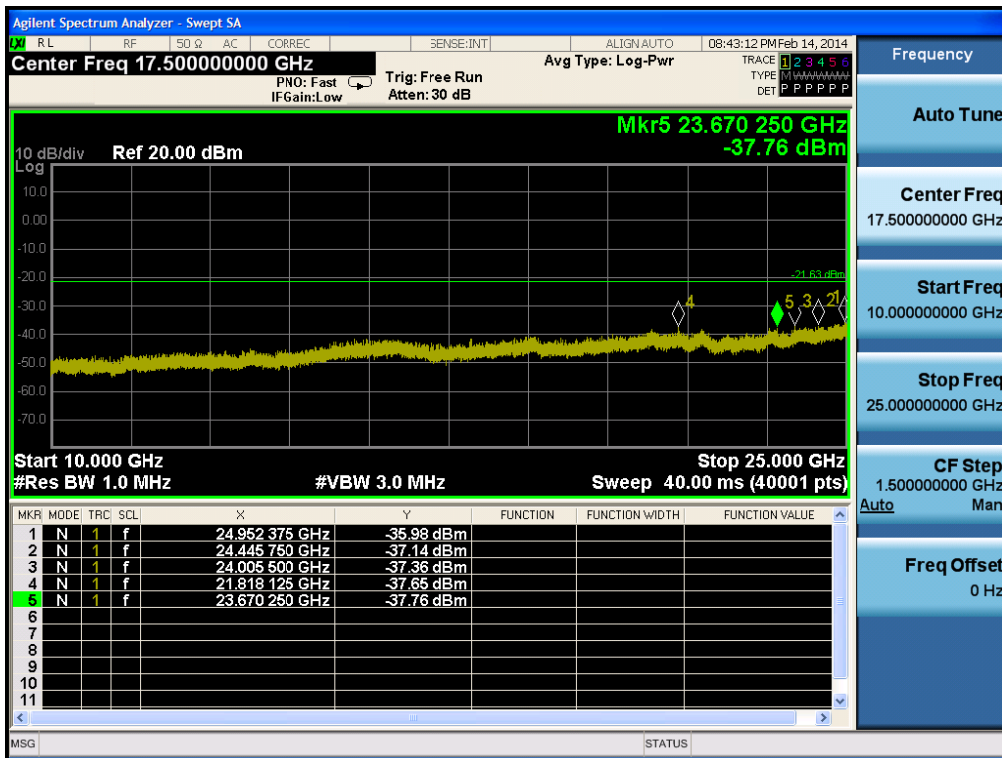 Agilent Spectrum Analyzer - Swept SA
LXI RL RF 50 Ω AC CORREC SENSE:INT ALIGN AUTO 08:43:12 PM Feb 14, 2014
Center Freq 17.500000000 GHz
PNO: Fast
IFGain:Low
Trig: Free Run
Atten: 30 dB
Avg Type: Log-Pwr
TRACE 1 2 3 4 5 6
TYPE M WWWWW
DET P P P P P P
Mkr5 23.670 250 GHz
-37.76 dBm
10 dB/div Ref 20.00 dBm
Log
10.0
0.00
-10.0
-20.0
-30.0
-40.0
-50.0
-60.0
-70.0
-21.63 dBm
4 5 3 2 1
Start 10.000 GHz Stop 25.000 GHz
#Res BW 1.0 MHz #VBW 3.0 MHz Sweep 40.00 ms (40001 pts)
MKR MODE TRC SCL X Y FUNCTION FUNCTION WIDTH FUNCTION VALUE
1 N 1 f 24.952 375 GHz -35.98 dBm
2 N 1 f 24.445 750 GHz -37.14 dBm
3 N 1 f 24.005 500 GHz -37.36 dBm
4 N 1 f 21.818 125 GHz -37.65 dBm
5 N 1 f 23.670 250 GHz -37.76 dBm
6
7
8
9
10
11
MSG STATUS
Frequency
Auto Tune
Center Freq
17.500000000 GHz
Start Freq
10.000000000 GHz
Stop Freq
25.000000000 GHz
CF Step
1.500000000 GHz
Auto Man
Freq Offset
0 Hz